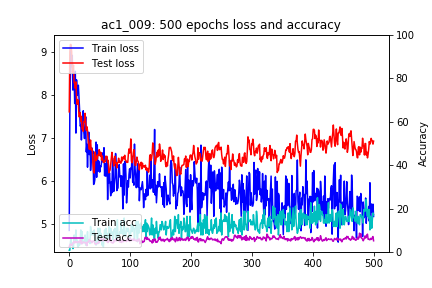 ac1_009: 500 epochs loss and accuracy
Train loss
Test loss
Train acc
Test acc
Loss
Accuracy
9
8
7
6
5
100
80
60
40
20
0
0
100
200
300
400
500